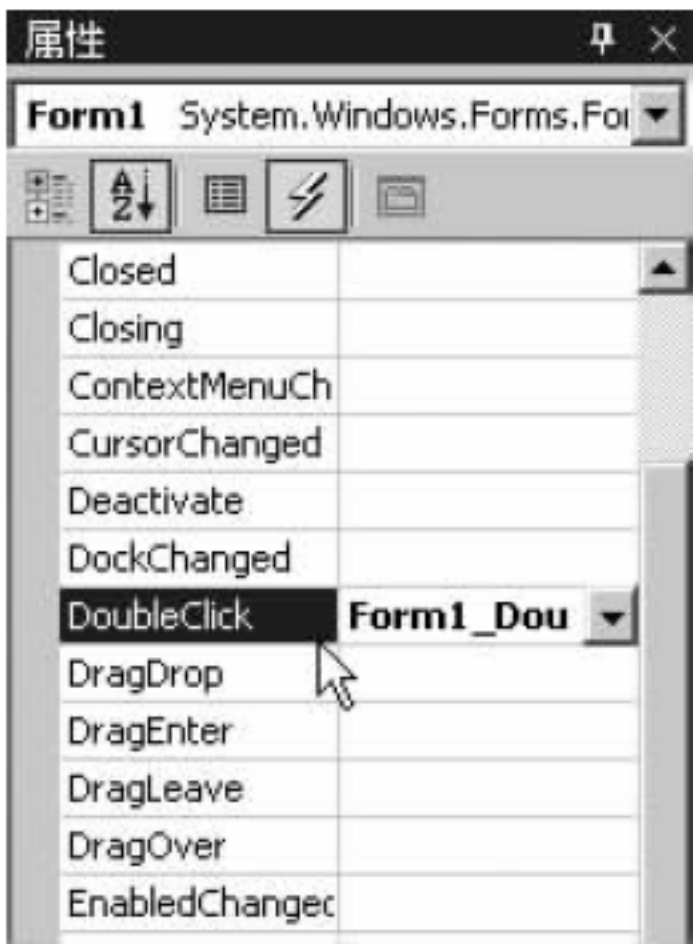 属性
Form1 System.Windows.Forms.For
Closed
Closing
ContextMenuCh
CursorChanged
Deactivate
DockChanged
DoubleClick Form1_Dou
DragDrop
DragEnter
DragLeave
DragOver
EnabledChanged